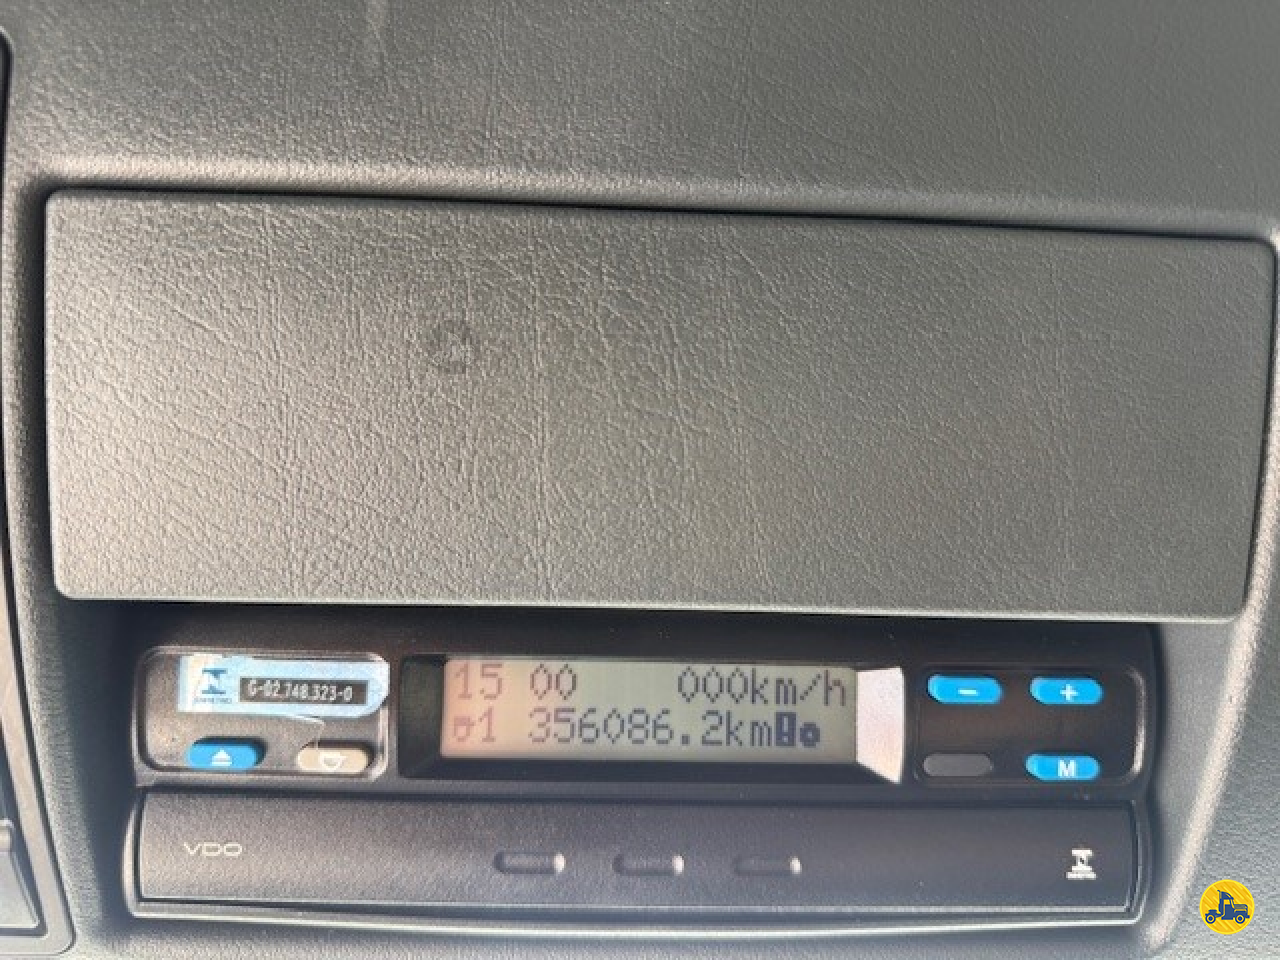 G-02.748.323-0
15 00 000km/h
1 356086.2km!
- +
M
VDO